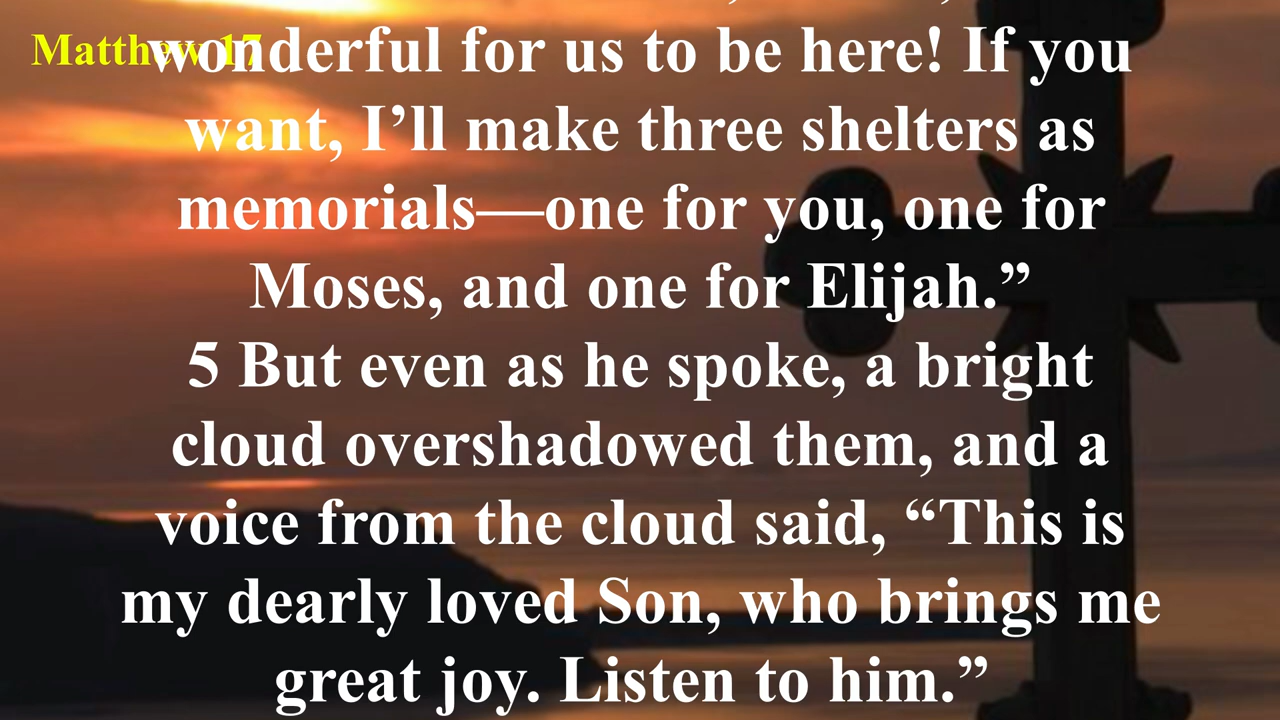 Matthew 17
wonderful for us to be here! If you
want, I’ll make three shelters as
memorials—one for you, one for
Moses, and one for Elijah.”
5 But even as he spoke, a bright
cloud overshadowed them, and a
voice from the cloud said, “This is
my dearly loved Son, who brings me
great joy. Listen to him.”